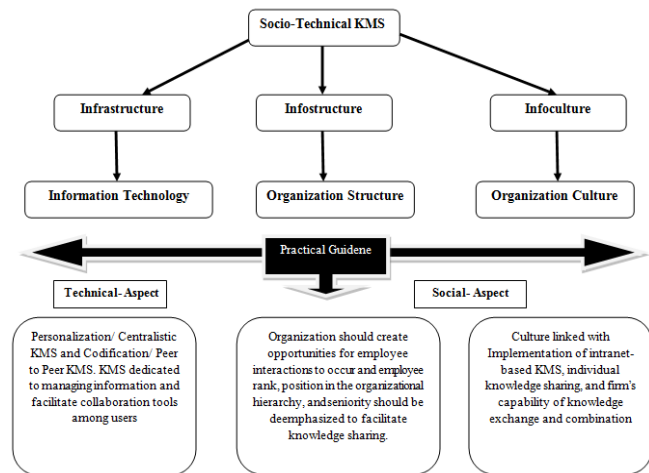 Socio-Technical KMS
Infrastructure
Infostructure
Infoculture
Information Technology
Organization Structure
Organization Culture
Practical Guidene
Technical- Aspect
Social- Aspect
Personalization/ Centralistic
KMS and Codification/ Peer
to Peer KMS. KMS dedicated
to managing information and
facilitate collaboration tools
among users
Organization should create
opportunities for employee
interactions to occur and employee
rank, position in the organizational
hierarchy, and seniority should be
deemphasized to facilitate
knowledge sharing.
Culture linked with
Implementation of intranet-
based KMS, individual
knowledge sharing, and firm's
capability of knowledge
exchange and combination